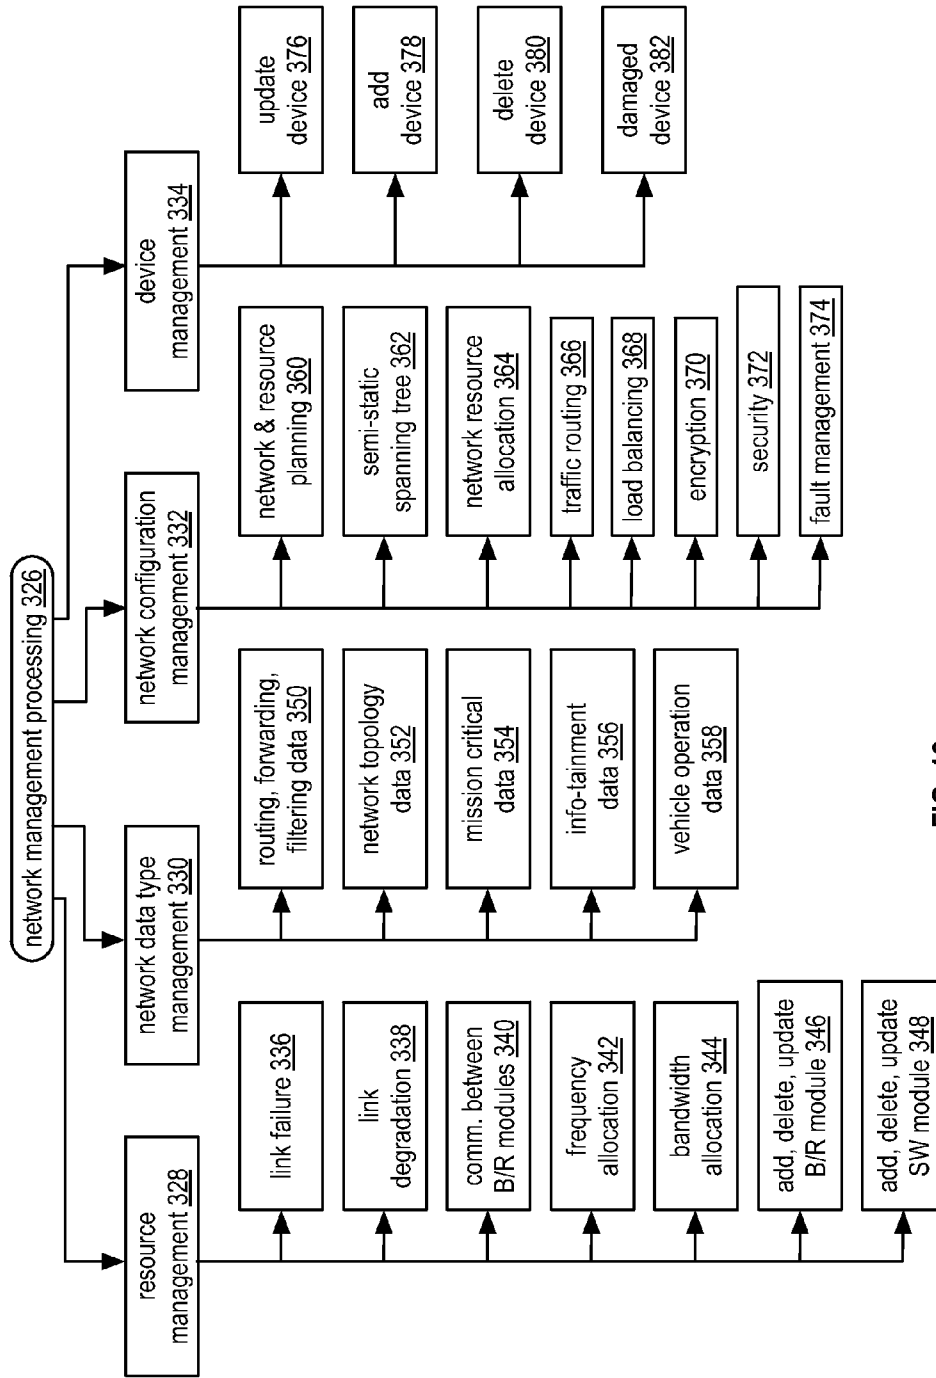 network management processing 326
resource
management 328
link failure 336
link
degradation 338
comm. between
B/R modules 340
frequency
allocation 342
bandwidth
allocation 344
add, delete, update
B/R module 346
add, delete, update
SW module 348
network data type
management 330
routing, forwarding,
filtering data 350
network topology
data 352
mission critical
data 354
info-tainment
data 356
vehicle operation
data 358
network configuration
management 332
network & resource
planning 360
semi-static
spanning tree 362
network resource
allocation 364
traffic routing 366
load balancing 368
encryption 370
security 372
fault management 374
device
management 334
update
device 376
add
device 378
delete
device 380
damaged
device 382